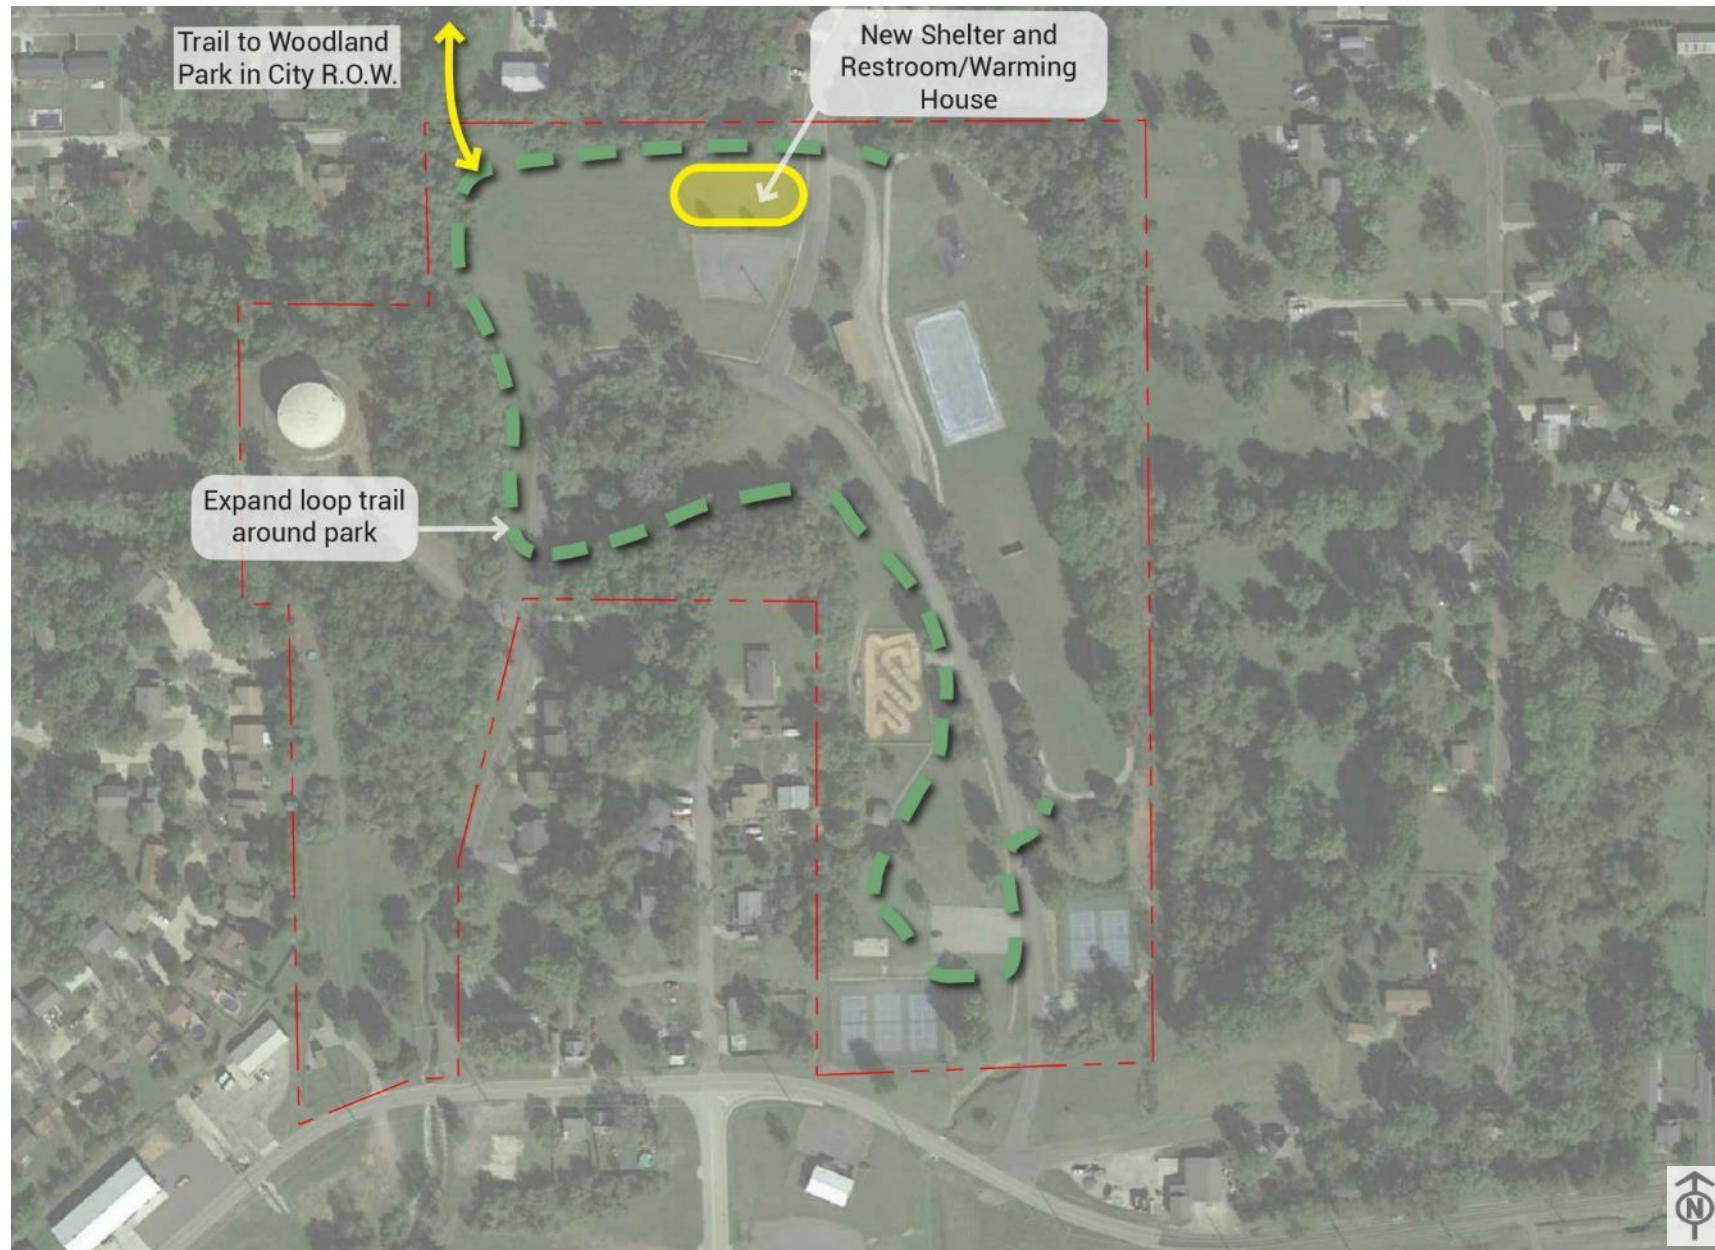 Trail to Woodland
Park in City R.O.W.
New Shelter and
Restroom/Warming
House
Expand loop trail
around park
N